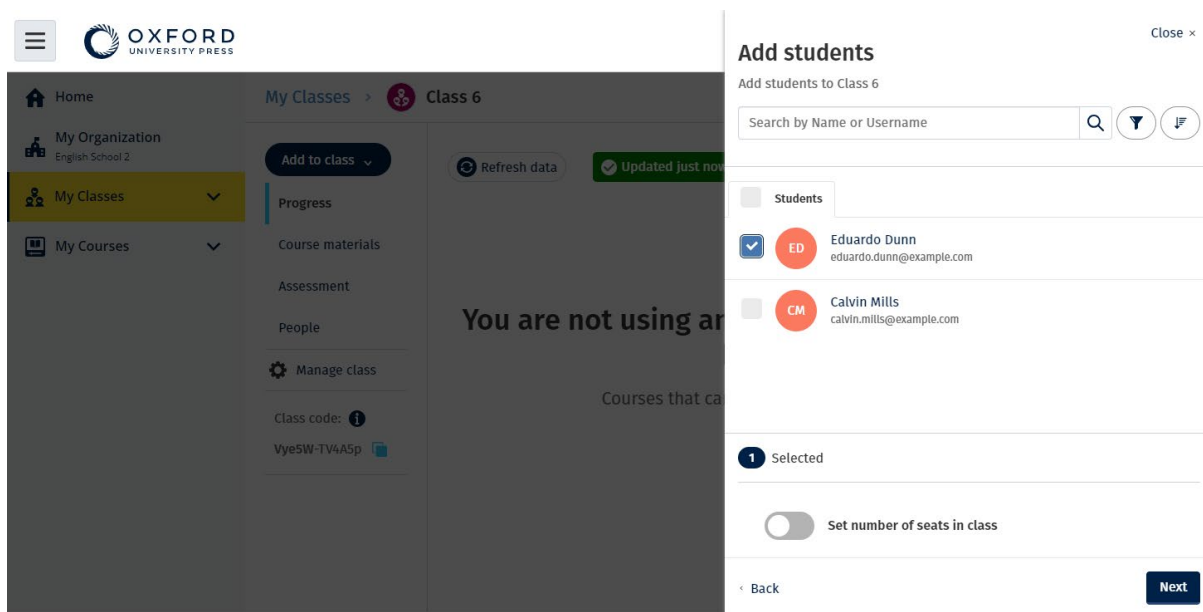 OXFORD
UNIVERSITY PRESS
Home
My Organization
English School 2
My Classes
My Courses
My Classes › Class 6
Add to class
Refresh data
Updated just now
Progress
Course materials
Assessment
People
Manage class
Class code:
Vye5W-TV4A5p
You are not using
Courses that
Close ×
Add students
Add students to Class 6
Search by Name or Username
Students
ED
Eduardo Dunn
eduardo.dunn@example.com
CM
Calvin Mills
calvin.mills@example.com
1 Selected
Set number of seats in class
‹ Back
Next